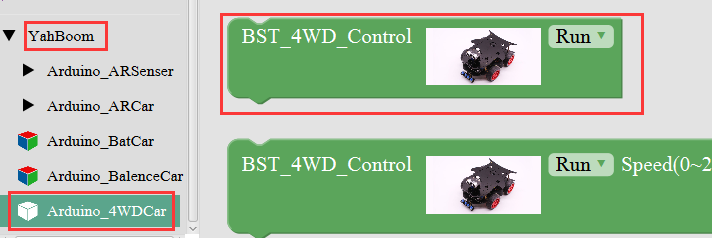 YahBoom
Arduino_ARSenser
Arduino_ARCar
Arduino_BatCar
Arduino_BalenceCar
Arduino_4WDCar
BST_4WD_Control Run
BST_4WD_Control Run Speed(0~2